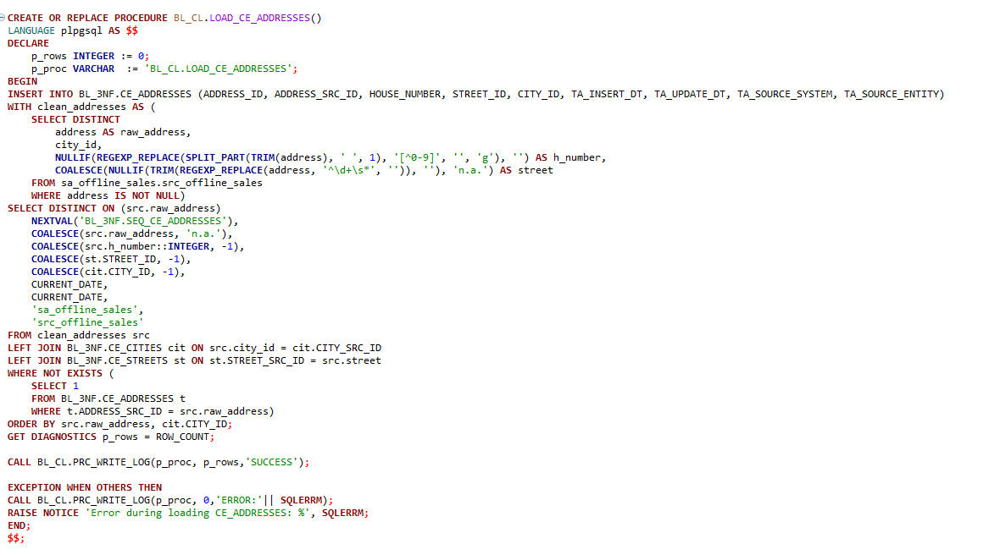 CREATE OR REPLACE PROCEDURE BL_CL.LOAD_CE_ADDRESSES()
LANGUAGE plpgsql AS $$
DECLARE
    p_rows INTEGER := 0;
    p_proc VARCHAR  := 'BL_CL.LOAD_CE_ADDRESSES';
BEGIN
INSERT INTO BL_3NF.CE_ADDRESSES (ADDRESS_ID, ADDRESS_SRC_ID, HOUSE_NUMBER, STREET_ID, CITY_ID, TA_INSERT_DT, TA_UPDATE_DT, TA_SOURCE_SYSTEM, TA_SOURCE_ENTITY)
WITH clean_addresses AS (
    SELECT DISTINCT
        address AS raw_address,
        city_id,
        NULLIF(REGEXP_REPLACE(SPLIT_PART(TRIM(address), ' ', 1), '[^0-9]', '', 'g'), '') AS h_number,
        COALESCE(NULLIF(TRIM(REGEXP_REPLACE(address, '^\d+\s*', '')), ''), 'n.a.') AS street
    FROM sa_offline_sales.src_offline_sales
    WHERE address IS NOT NULL)
SELECT DISTINCT ON (src.raw_address)
    NEXTVAL('BL_3NF.SEQ_CE_ADDRESSES'),
    COALESCE(src.raw_address, 'n.a.'),
    COALESCE(src.h_number::INTEGER, -1),
    COALESCE(st.STREET_ID, -1),
    COALESCE(cit.CITY_ID, -1),
    CURRENT_DATE,
    CURRENT_DATE,
    'sa_offline_sales',
    'src_offline_sales'
FROM clean_addresses src
LEFT JOIN BL_3NF.CE_CITIES cit ON src.city_id = cit.CITY_SRC_ID
LEFT JOIN BL_3NF.CE_STREETS st ON st.STREET_SRC_ID = src.street
WHERE NOT EXISTS (
    SELECT 1
    FROM BL_3NF.CE_ADDRESSES t
    WHERE t.ADDRESS_SRC_ID = src.raw_address)
ORDER BY src.raw_address, cit.CITY_ID;
GET DIAGNOSTICS p_rows = ROW_COUNT;

CALL BL_CL.PRC_WRITE_LOG(p_proc, p_rows,'SUCCESS');

EXCEPTION WHEN OTHERS THEN
CALL BL_CL.PRC_WRITE_LOG(p_proc, 0,'ERROR:'|| SQLERRM);
RAISE NOTICE 'Error during loading CE_ADDRESSES: %', SQLERRM;
END;
$$;